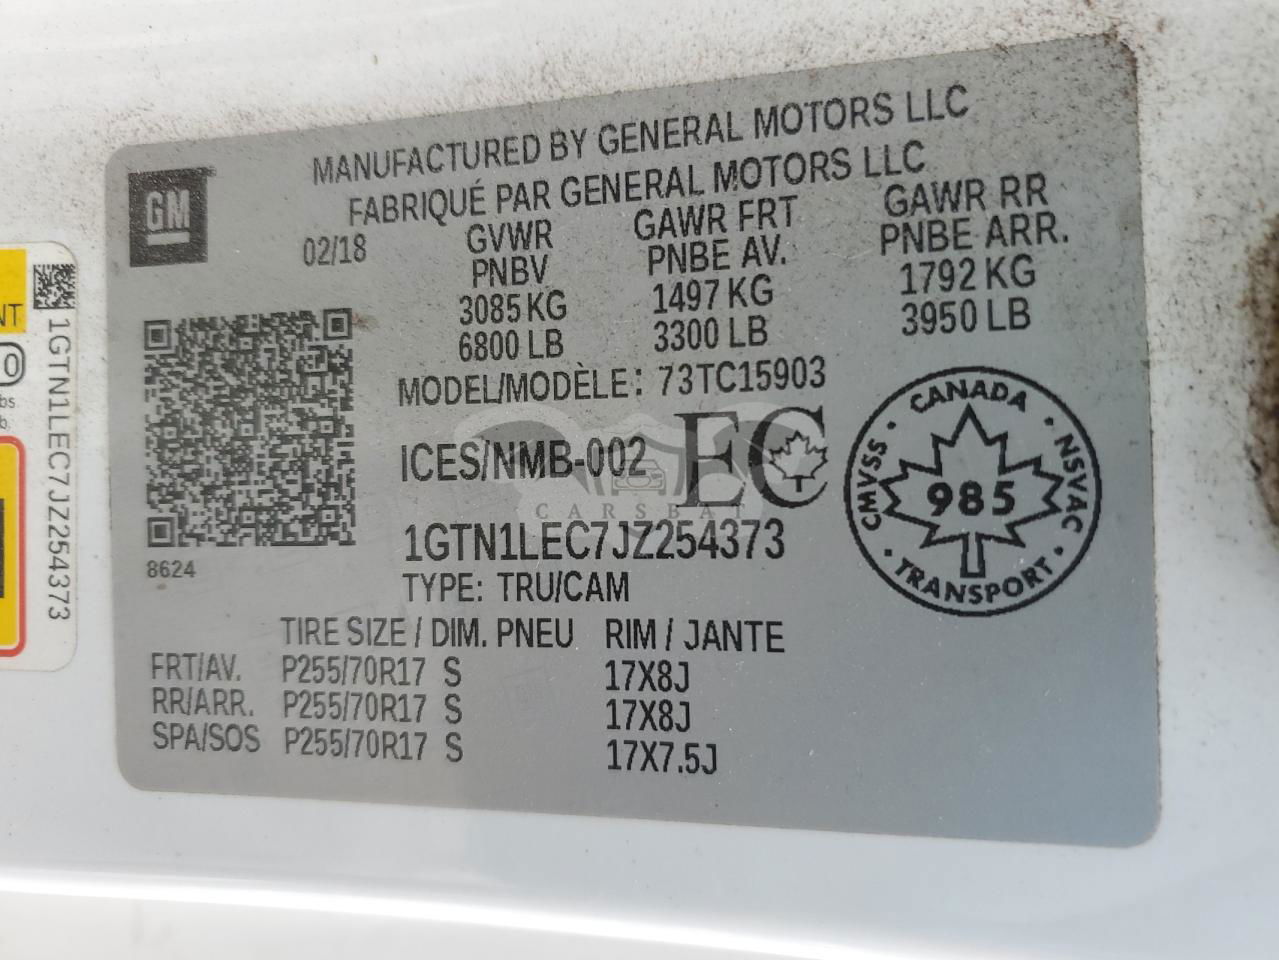 MANUFACTURED BY GENERAL MOTORS LLC
FABRIQUÉ PAR GENERAL MOTORS LLC
GM
02/18
GVWR GAWR FRT GAWR RR
PNBV PNBE AV. PNBE ARR.
3085 KG 1497 KG 1792 KG
6800 LB 3300 LB 3950 LB
MODEL/MODÈLE: 73TC15903
ICES/NMB-002 EC
CARSBAT
1GTN1LEC7JZ254373
TYPE: TRU/CAM
8624
CANADA
CMVSS · NSVAC
985
TRANSPORT
TIRE SIZE / DIM. PNEU RIM / JANTE
FRT/AV. P255/70R17 S 17X8J
RR/ARR. P255/70R17 S 17X8J
SPA/SOS P255/70R17 S 17X7.5J
1GTN1LEC7JZ254373